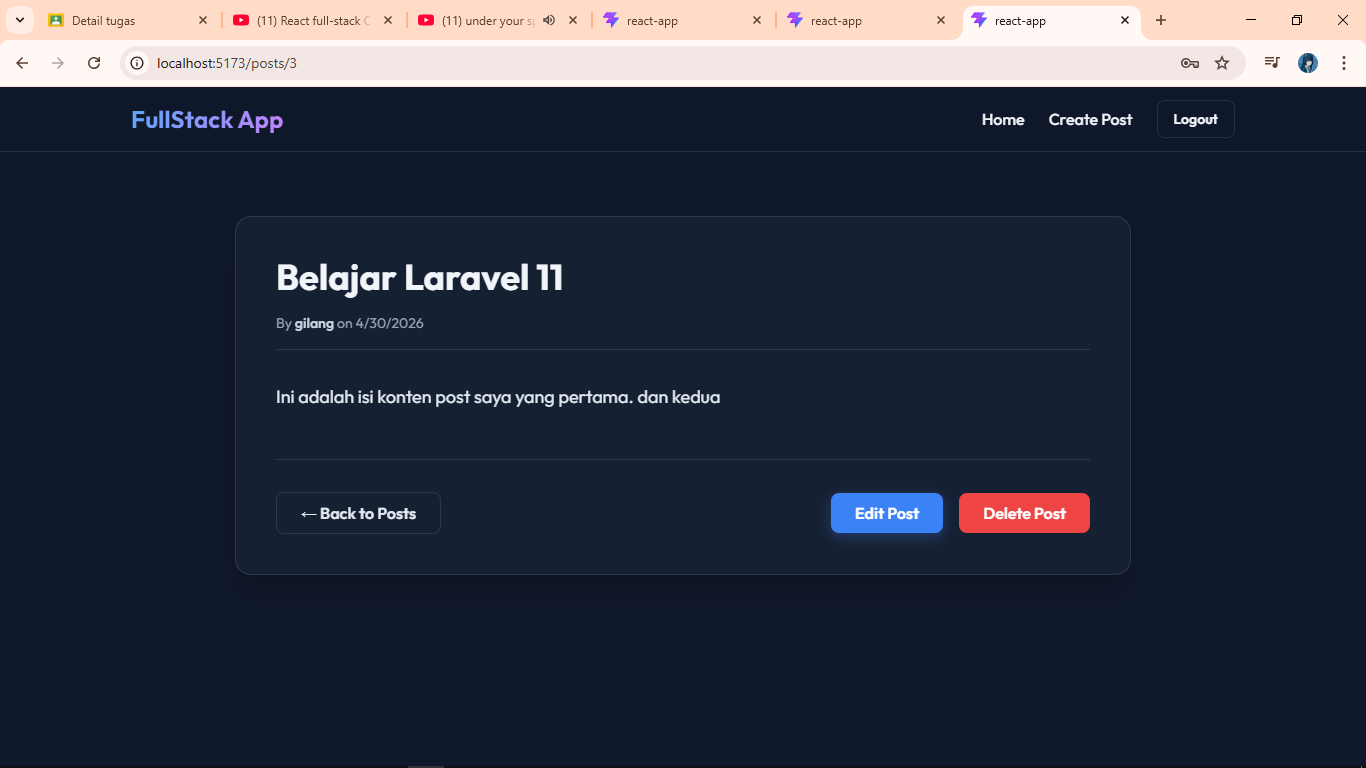 Detail tugas
(11) React full-stack C
(11) under your sp
react-app
react-app
react-app
localhost:5173/posts/3
FullStack App
Home
Create Post
Logout
Belajar Laravel 11
By gilang on 4/30/2026
Ini adalah isi konten post saya yang pertama. dan kedua
← Back to Posts
Edit Post
Delete Post